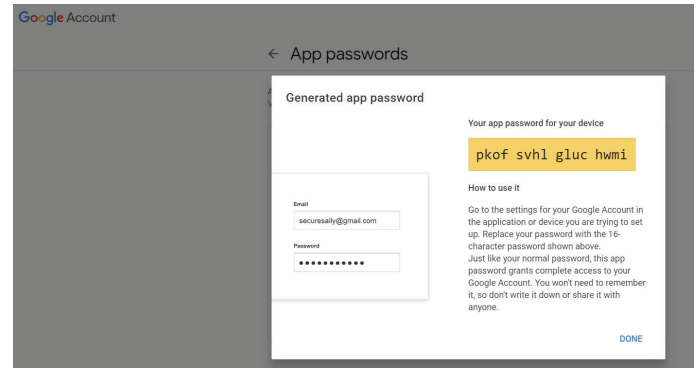 Google Account
← App passwords
Generated app password
Your app password for your device
pkof svhl gluc hwmi
How to use it
Go to the settings for your Google Account in
the application or device you are trying to set
up. Replace your password with the 16-
character password shown above.
Just like your normal password, this app
password grants complete access to your
Google Account. You won't need to remember
it, so don't write it down or share it with
anyone.
Email
securesally@gmail.com
Password
•••••••••••
DONE